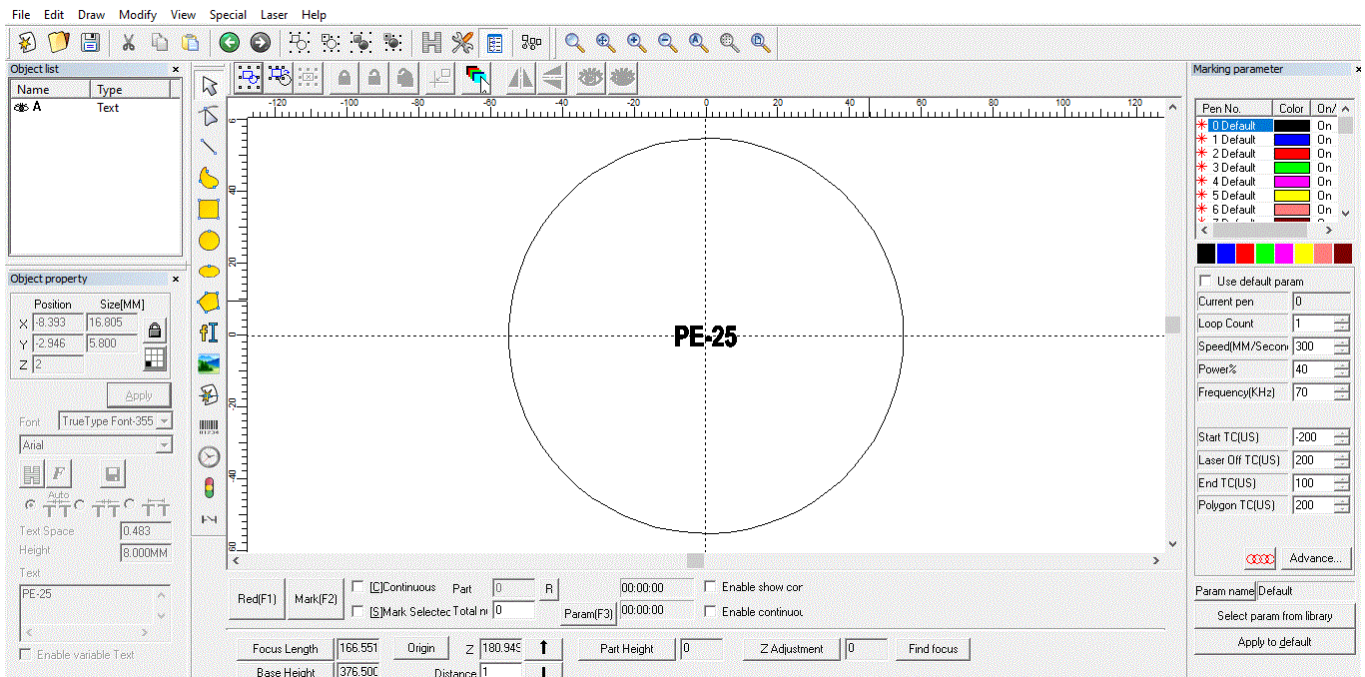 File Edit Draw Modify View Special Laser Help
Object list
Name Type
A Text
Object property
Position Size[MM]
X -8.393 16.805
Y -2.946 5.800
Z 2
Apply
Font TrueType Font-355
Arial
F
Auto
Text Space 0.483
Height 8.000MM
Text
PE-25
Enable variable Text
-120 -100 -80 -60 -40 -20 0 20 40 60 80 100 120
40
20
0
-20
-40
60
PE-25
Red(F1) Mark(F2) [C]Continuous Part 0 R 00:00:00 Enable show cor
[S]Mark Selectec Total nu 0 Param(F3) 00:00:00 Enable continuou
Focus Length 166.551 Origin Z 180.949 Part Height 0 Z Adjustment 0 Find focus
Base Height 376.500 Distance 1
Marking parameter
Pen No. Color On/
0 Default On
1 Default On
2 Default On
3 Default On
4 Default On
5 Default On
6 Default On
Use default param
Current pen 0
Loop Count 1
Speed(MM/Secon 300
Power% 40
Frequency(KHz) 70
Start TC(US) -200
Laser Off TC(US) 200
End TC(US) 100
Polygon TC(US) 200
Advance...
Param name Default
Select param from library
Apply to default